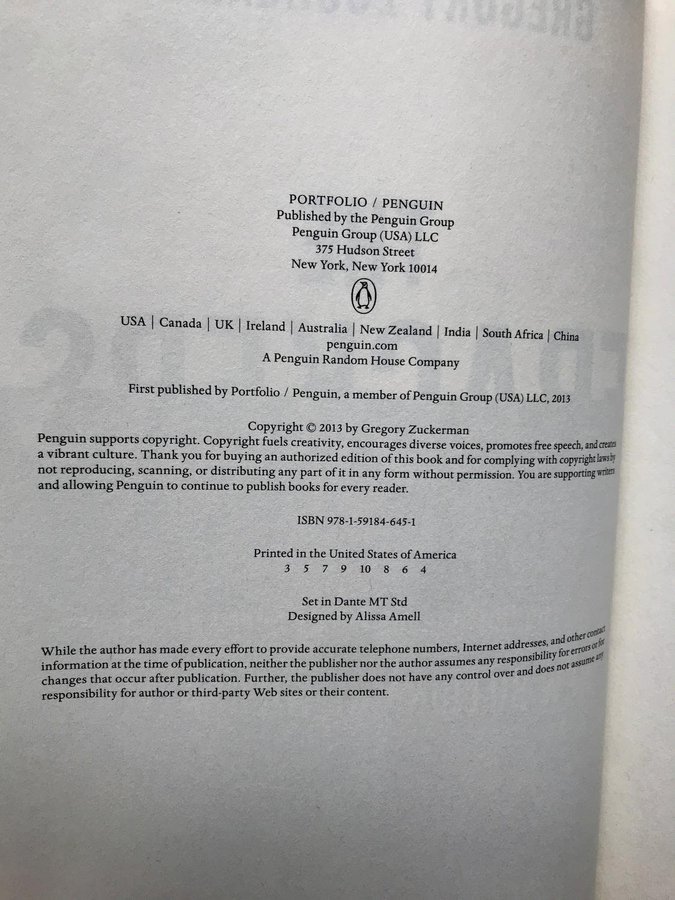 PORTFOLIO / PENGUIN
Published by the Penguin Group
Penguin Group (USA) LLC
375 Hudson Street
New York, New York 10014
USA | Canada | UK | Ireland | Australia | New Zealand | India | South Africa | China
penguin.com
A Penguin Random House Company
First published by Portfolio / Penguin, a member of Penguin Group (USA) LLC, 2013
Copyright © 2013 by Gregory Zuckerman
Penguin supports copyright. Copyright fuels creativity, encourages diverse voices, promotes free speech, and creates
a vibrant culture. Thank you for buying an authorized edition of this book and for complying with copyright laws by
not reproducing, scanning, or distributing any part of it in any form without permission. You are supporting writers
and allowing Penguin to continue to publish books for every reader.
ISBN 978-1-59184-645-1
Printed in the United States of America
3 5 7 9 10 8 6 4
Set in Dante MT Std
Designed by Alissa Amell
While the author has made every effort to provide accurate telephone numbers, Internet addresses, and other contact
information at the time of publication, neither the publisher nor the author assumes any responsibility for errors or for
changes that occur after publication. Further, the publisher does not have any control over and does not assume any
responsibility for author or third-party Web sites or their content.